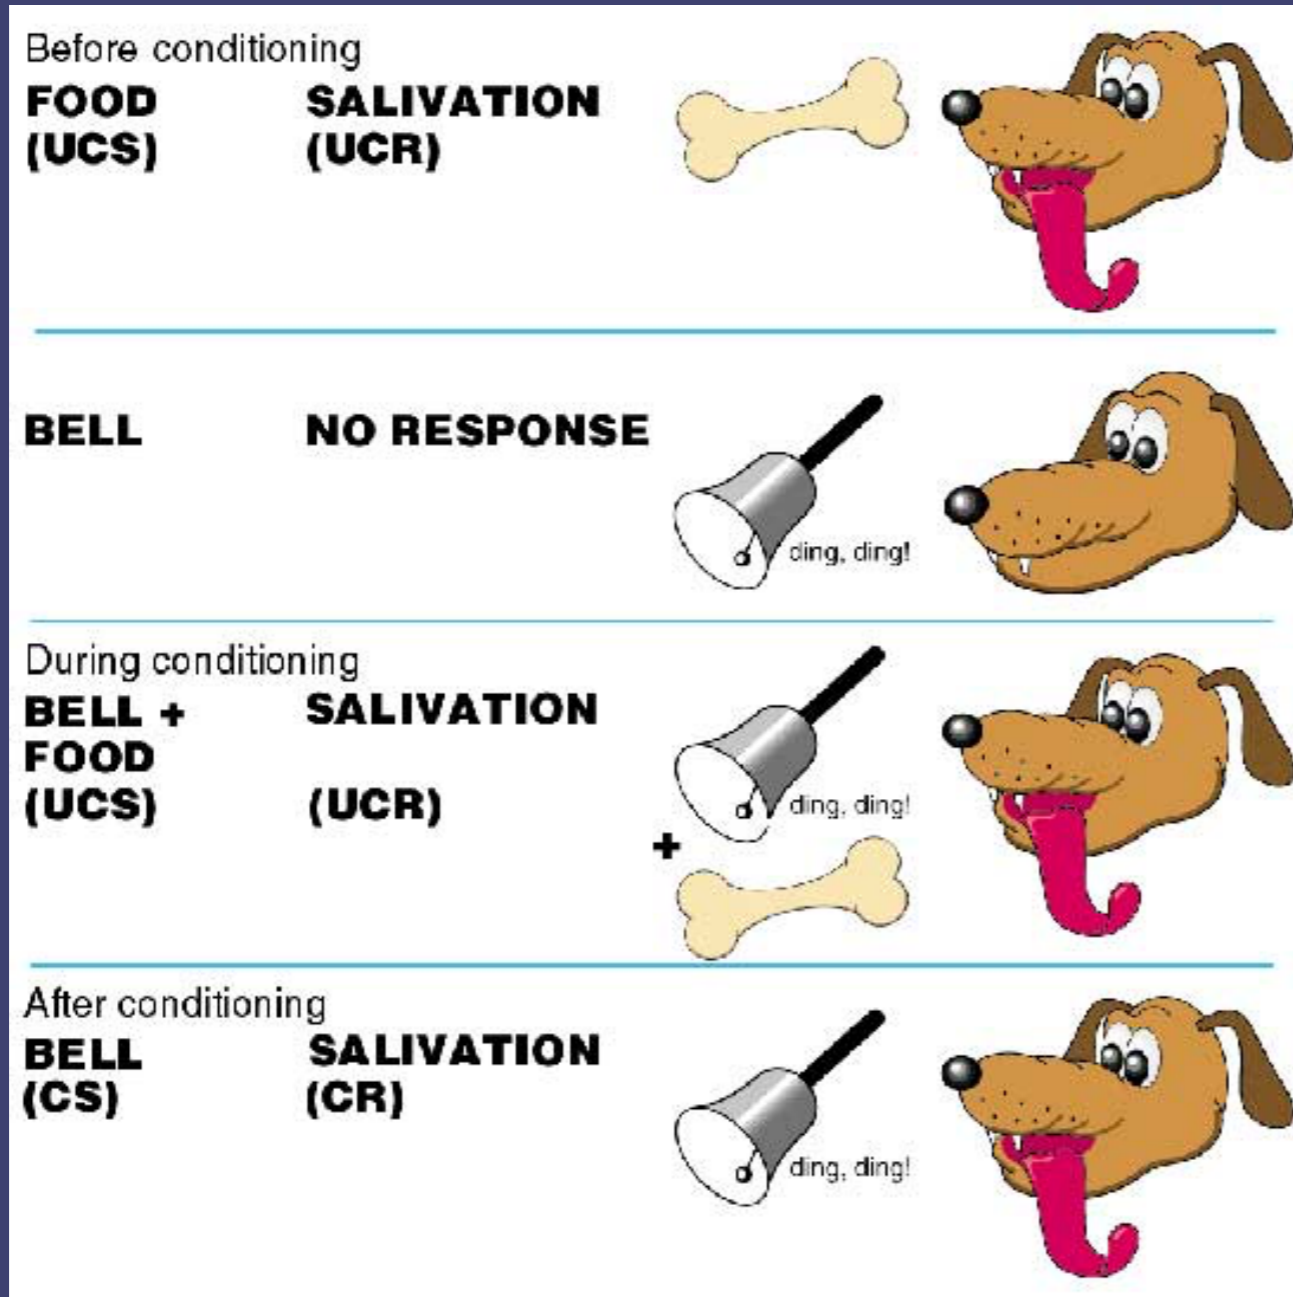 Before conditioning
FOOD SALIVATION
(UCS) (UCR)
BELL NO RESPONSE
ding, ding!
During conditioning
BELL + SALIVATION
FOOD
(UCS) (UCR)
ding, ding!
+
After conditioning
BELL SALIVATION
(CS) (CR)
ding, ding!